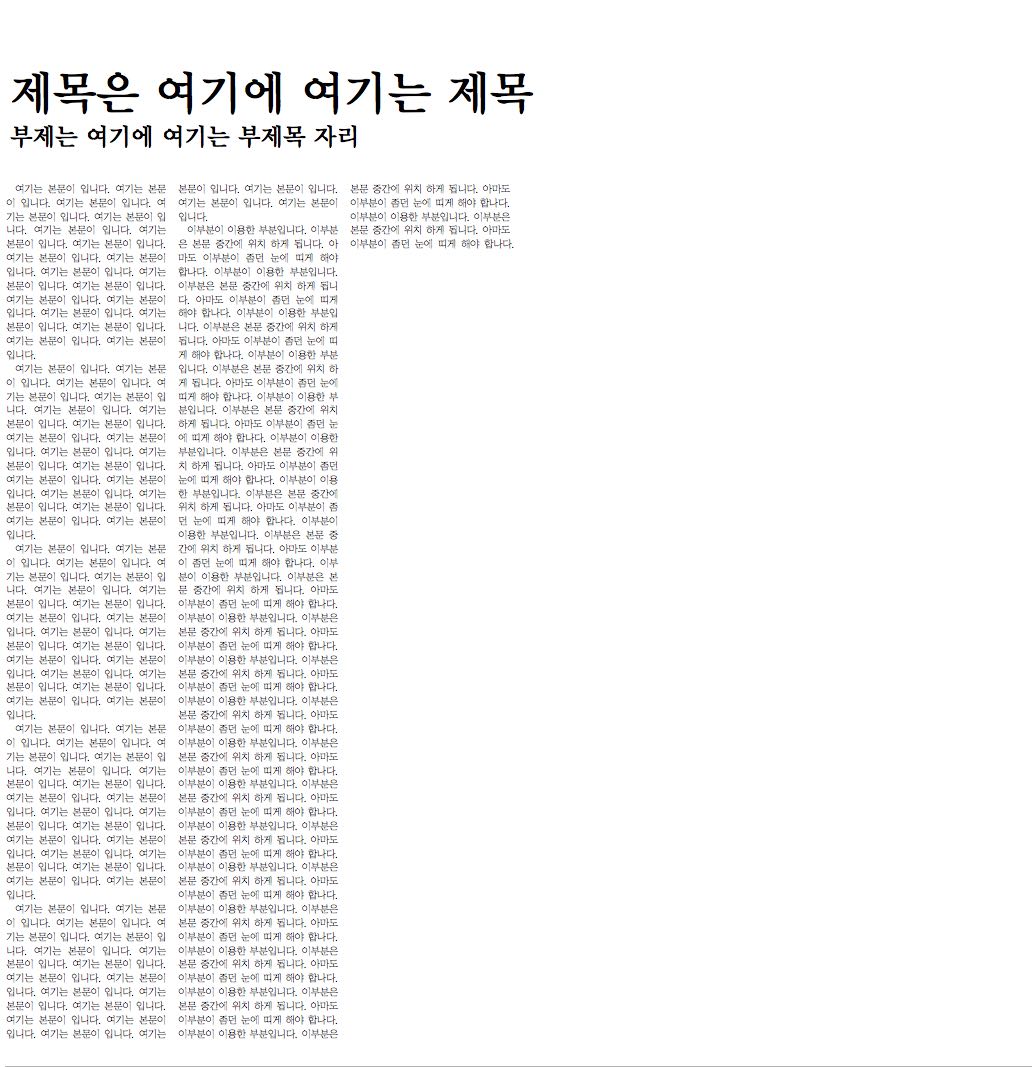 제목은 여기에 여기는 제목
부제는 여기에 여기는 부제목 자리
여기는 본문이 입니다. 여기는 본문
이 입니다. 여기는 본문이 입니다. 여
기는 본문이 입니다. 여기는 본문이 입
니다. 여기는 본문이 입니다. 여기는
본문이 입니다. 여기는 본문이 입니다.
여기는 본문이 입니다. 여기는 본문이
입니다. 여기는 본문이 입니다. 여기는
본문이 입니다. 여기는 본문이 입니다.
여기는 본문이 입니다. 여기는 본문이
입니다. 여기는 본문이 입니다. 여기는
본문이 입니다. 여기는 본문이 입니다.
여기는 본문이 입니다. 여기는 본문이
입니다.
여기는 본문이 입니다. 여기는 본문
이 입니다. 여기는 본문이 입니다. 여
기는 본문이 입니다. 여기는 본문이 입
니다. 여기는 본문이 입니다. 여기는
본문이 입니다. 여기는 본문이 입니다.
여기는 본문이 입니다. 여기는 본문이
입니다. 여기는 본문이 입니다. 여기는
본문이 입니다. 여기는 본문이 입니다.
여기는 본문이 입니다. 여기는 본문이
입니다. 여기는 본문이 입니다. 여기는
본문이 입니다. 여기는 본문이 입니다.
여기는 본문이 입니다. 여기는 본문이
입니다.
여기는 본문이 입니다. 여기는 본문
이 입니다. 여기는 본문이 입니다. 여
기는 본문이 입니다. 여기는 본문이 입
니다. 여기는 본문이 입니다. 여기는
본문이 입니다. 여기는 본문이 입니다.
여기는 본문이 입니다. 여기는 본문이
입니다. 여기는 본문이 입니다. 여기는
본문이 입니다. 여기는 본문이 입니다.
여기는 본문이 입니다. 여기는 본문이
입니다. 여기는 본문이 입니다. 여기는
본문이 입니다. 여기는 본문이 입니다.
여기는 본문이 입니다. 여기는 본문이
입니다.
여기는 본문이 입니다. 여기는 본문
이 입니다. 여기는 본문이 입니다. 여
기는 본문이 입니다. 여기는 본문이 입
니다. 여기는 본문이 입니다. 여기는
본문이 입니다. 여기는 본문이 입니다.
여기는 본문이 입니다. 여기는 본문이
입니다. 여기는 본문이 입니다. 여기는
본문이 입니다. 여기는 본문이 입니다.
여기는 본문이 입니다. 여기는 본문이
입니다. 여기는 본문이 입니다. 여기는
본문이 입니다. 여기는 본문이 입니다.
여기는 본문이 입니다. 여기는 본문이
입니다.
여기는 본문이 입니다. 여기는 본문
이 입니다. 여기는 본문이 입니다. 여
기는 본문이 입니다. 여기는 본문이 입
니다. 여기는 본문이 입니다. 여기는
본문이 입니다. 여기는 본문이 입니다.
여기는 본문이 입니다. 여기는 본문이
입니다. 여기는 본문이 입니다. 여기는
본문이 입니다. 여기는 본문이 입니다.
여기는 본문이 입니다. 여기는 본문이
입니다. 여기는 본문이 입니다. 여기는
본문이 입니다. 여기는 본문이 입니다.
여기는 본문이 입니다. 여기는 본문이
입니다.
이부분이 이용한 부분입니다. 이부분
은 본문 중간에 위치 하게 됩니다. 아
마도 이부분이 좀던 눈에 띠게 해야
합나다. 이부분이 이용한 부분입니다.
이부분은 본문 중간에 위치 하게 됩니
다. 아마도 이부분이 좀던 눈에 띠게
해야 합나다. 이부분이 이용한 부분입
니다. 이부분은 본문 중간에 위치 하게
됩니다. 아마도 이부분이 좀던 눈에 띠
게 해야 합나다. 이부분이 이용한 부분
입니다. 이부분은 본문 중간에 위치 하
게 됩니다. 아마도 이부분이 좀던 눈에
띠게 해야 합나다. 이부분이 이용한 부
분입니다. 이부분은 본문 중간에 위치
하게 됩니다. 아마도 이부분이 좀던 눈
에 띠게 해야 합나다. 이부분이 이용한
부분입니다. 이부분은 본문 중간에 위
치 하게 됩니다. 아마도 이부분이 좀던
눈에 띠게 해야 합나다. 이부분이 이용
한 부분입니다. 이부분은 본문 중간에
위치 하게 됩니다. 아마도 이부분이 좀
던 눈에 띠게 해야 합나다. 이부분이
이용한 부분입니다. 이부분은 본문 중
간에 위치 하게 됩니다. 아마도 이부분
이 좀던 눈에 띠게 해야 합나다. 이부
분이 이용한 부분입니다. 이부분은 본
문 중간에 위치 하게 됩니다. 아마도
이부분이 좀던 눈에 띠게 해야 합나다.
이부분이 이용한 부분입니다. 이부분은
본문 중간에 위치 하게 됩니다. 아마도
이부분이 좀던 눈에 띠게 해야 합나다.
이부분이 이용한 부분입니다. 이부분은
본문 중간에 위치 하게 됩니다. 아마도
이부분이 좀던 눈에 띠게 해야 합나다.
이부분이 이용한 부분입니다. 이부분은
본문 중간에 위치 하게 됩니다. 아마도
이부분이 좀던 눈에 띠게 해야 합나다.
이부분이 이용한 부분입니다. 이부분은
본문 중간에 위치 하게 됩니다. 아마도
이부분이 좀던 눈에 띠게 해야 합나다.
이부분이 이용한 부분입니다. 이부분은
본문 중간에 위치 하게 됩니다. 아마도
이부분이 좀던 눈에 띠게 해야 합나다.
이부분이 이용한 부분입니다. 이부분은
본문 중간에 위치 하게 됩니다. 아마도
이부분이 좀던 눈에 띠게 해야 합나다.
이부분이 이용한 부분입니다. 이부분은
본문 중간에 위치 하게 됩니다. 아마도
이부분이 좀던 눈에 띠게 해야 합나다.
이부분이 이용한 부분입니다. 이부분은
본문 중간에 위치 하게 됩니다. 아마도
이부분이 좀던 눈에 띠게 해야 합나다.
이부분이 이용한 부분입니다. 이부분은
본문 중간에 위치 하게 됩니다. 아마도
이부분이 좀던 눈에 띠게 해야 합나다.
이부분이 이용한 부분입니다. 이부분은
본문 중간에 위치 하게 됩니다. 아마도
이부분이 좀던 눈에 띠게 해야 합나다.
이부분이 이용한 부분입니다. 이부분은
본문 중간에 위치 하게 됩니다. 아마도
이부분이 좀던 눈에 띠게 해야 합나다.
이부분이 이용한 부분입니다. 이부분은
본문 중간에 위치 하게 됩니다. 아마도
이부분이 좀던 눈에 띠게 해야 합나다.